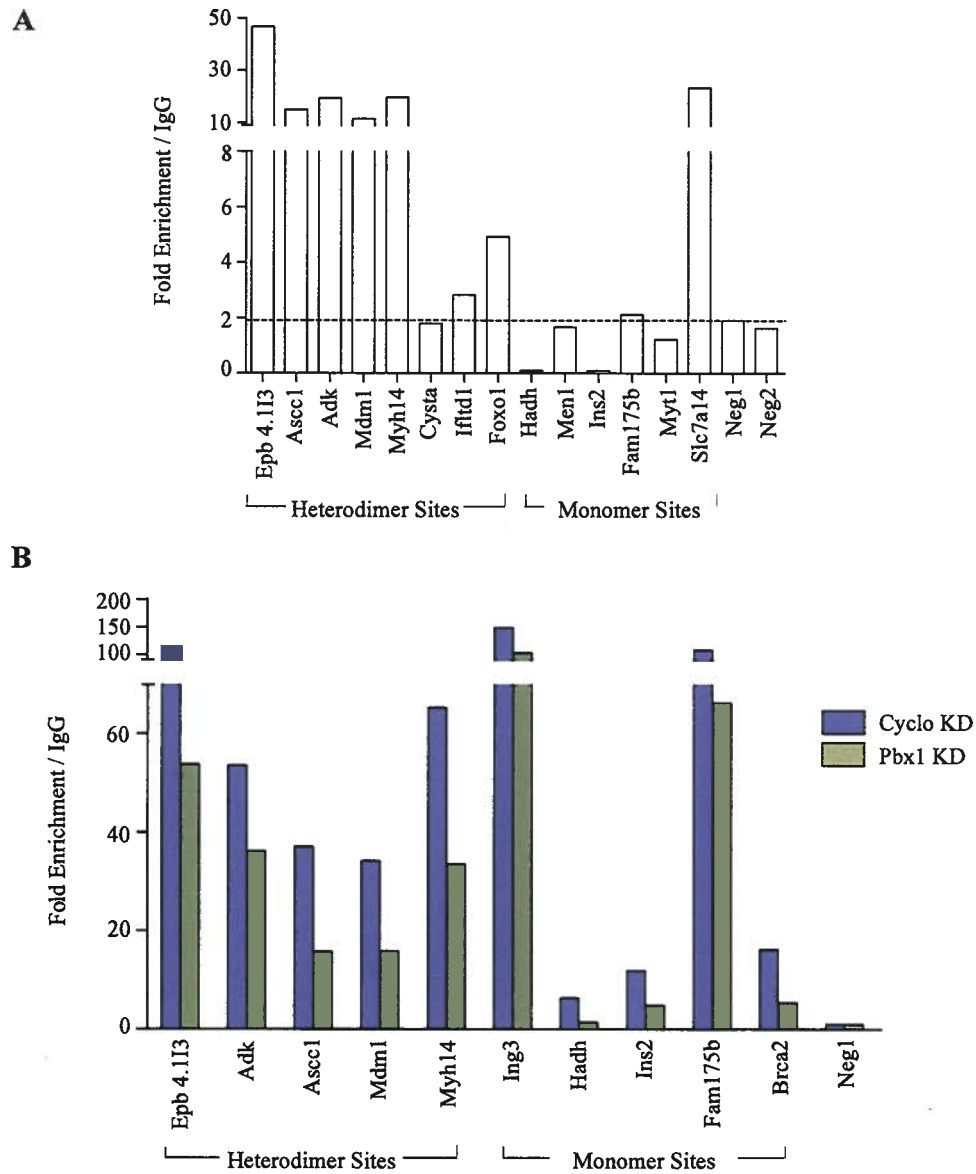 A
Fold Enrichment / IgG
50
30
10
8
6
4
2
0
Epb 4.1I3
Ascc1
Adk
Mdm1
Myh14
Cysta
Ifltd1
Foxo1
Hadh
Men1
Ins2
Fam175b
Myt1
Slc7a14
Neg1
Neg2
Heterodimer Sites
Monomer Sites
B
Fold Enrichment / IgG
200
150
100
60
40
20
0
Cyclo KD
Pbx1 KD
Epb 4.1I3
Adk
Ascc1
Mdm1
Myh14
Ing3
Hadh
Ins2
Fam175b
Brca2
Neg1
Heterodimer Sites
Monomer Sites